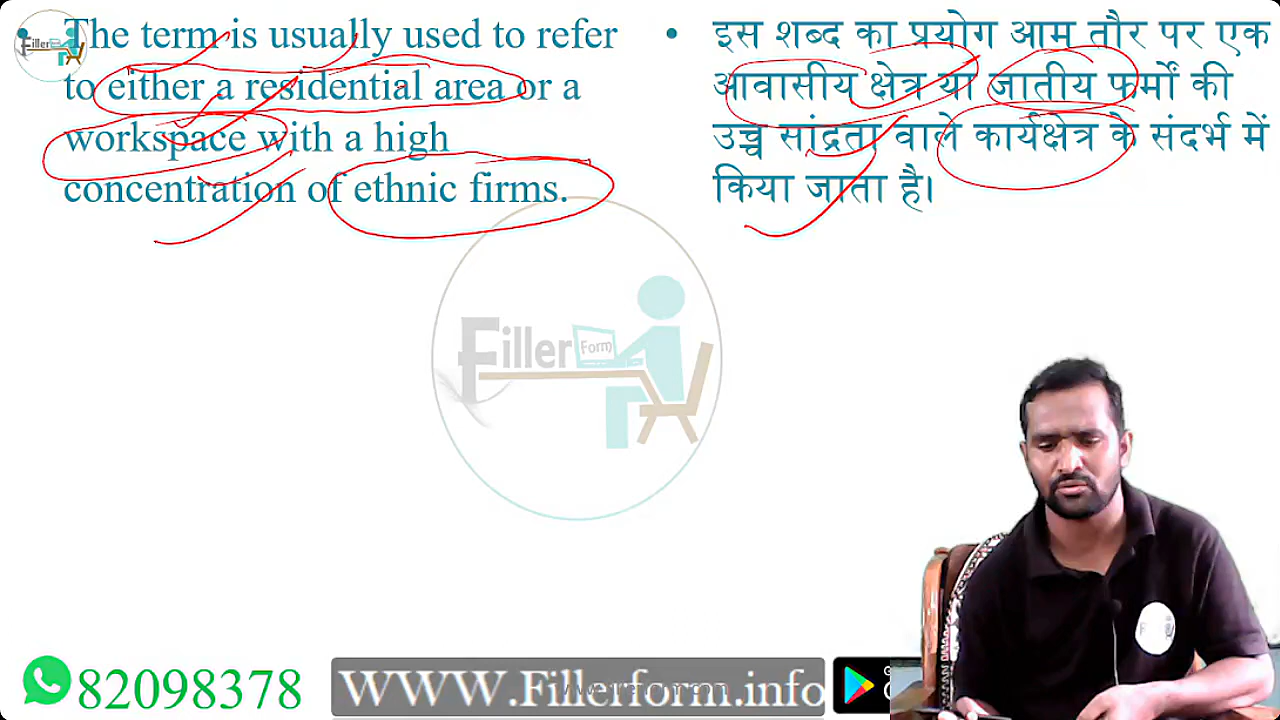 The term is usually used to refer
to either a residential area or a
workspace with a high
concentration of ethnic firms.
इस शब्द का प्रयोग आम तौर पर एक
आवासीय क्षेत्र या जातीय फर्मों की
उच्च सांद्रता वाले कार्यक्षेत्र के संदर्भ में
किया जाता है।
Filler Form
82098378
WWW.Fillerform.info